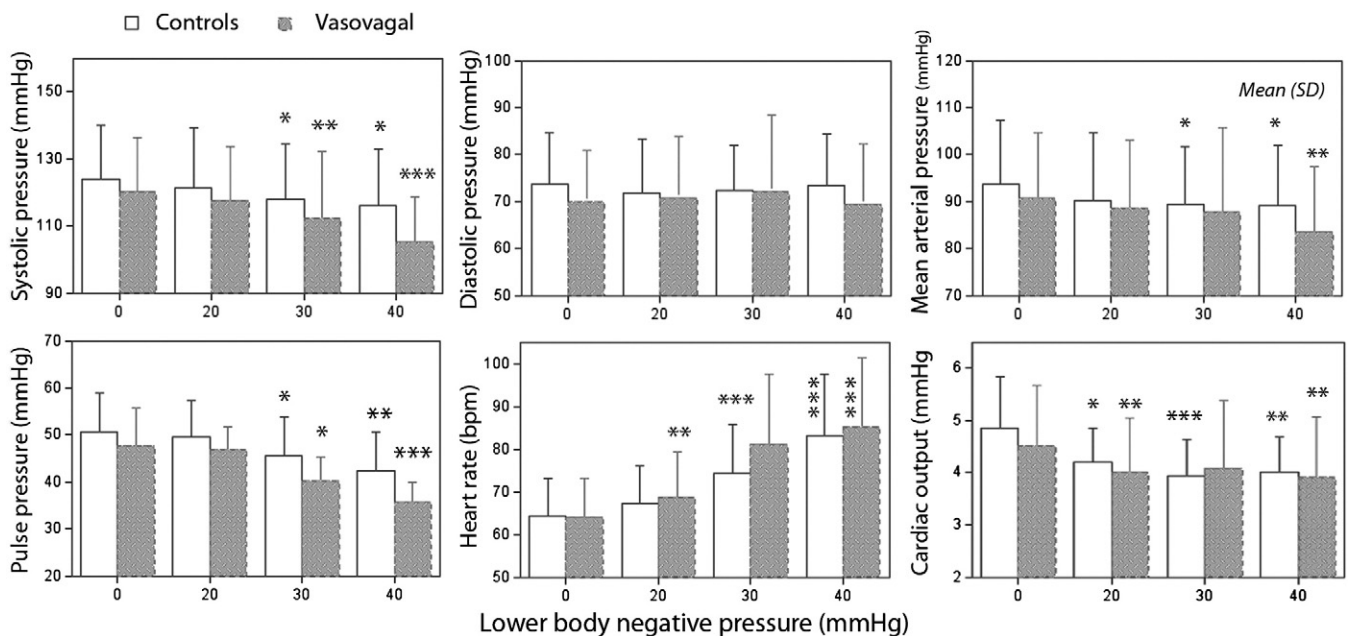 Controls Vasovagal
Systolic pressure (mmHg)
150
130
110
90
* ** * ***
0 20 30 40
Diastolic pressure (mmHg)
100
90
80
70
60
50
0 20 30 40
Mean arterial pressure (mmHg)
120
110
100
90
80
70
Mean (SD)
* * **
0 20 30 40
Pulse pressure (mmHg)
70
60
50
40
30
20
* * ** ***
0 20 30 40
Heart rate (bpm)
100
90
80
70
60
50
** *** *** ***
0 20 30 40
Cardiac output (mmHg
6
5
4
3
2
* ** *** ** **
0 20 30 40
Lower body negative pressure (mmHg)